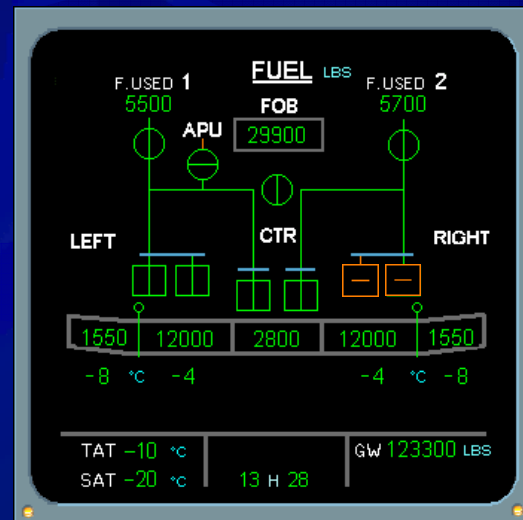 FUEL LBS
F.USED 1
F.USED 2
5500
5700
FOB
29900
APU
LEFT
CTR
RIGHT
1550 12000 2800 12000 1550
-8 °C -4
-4 °C -8
TAT -10 °C
GW 123300 LBS
SAT -20 °C
13 H 28